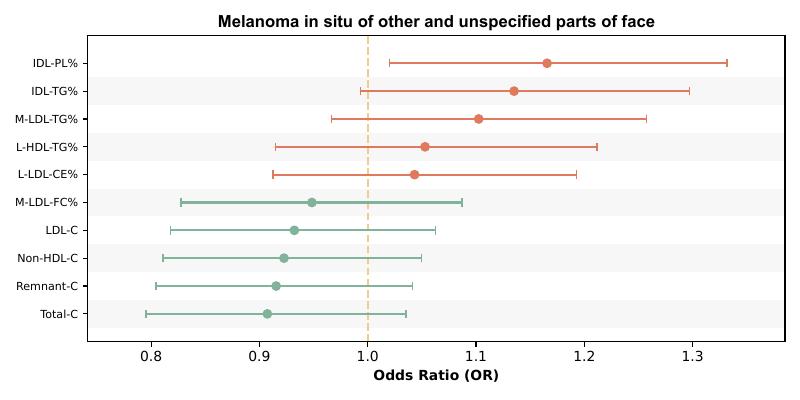 Melanoma in situ of other and unspecified parts of face
IDL-PL%
IDL-TG%
M-LDL-TG%
L-HDL-TG%
L-LDL-CE%
M-LDL-FC%
LDL-C
Non-HDL-C
Remnant-C
Total-C
0.8 0.9 1.0 1.1 1.2 1.3
Odds Ratio (OR)